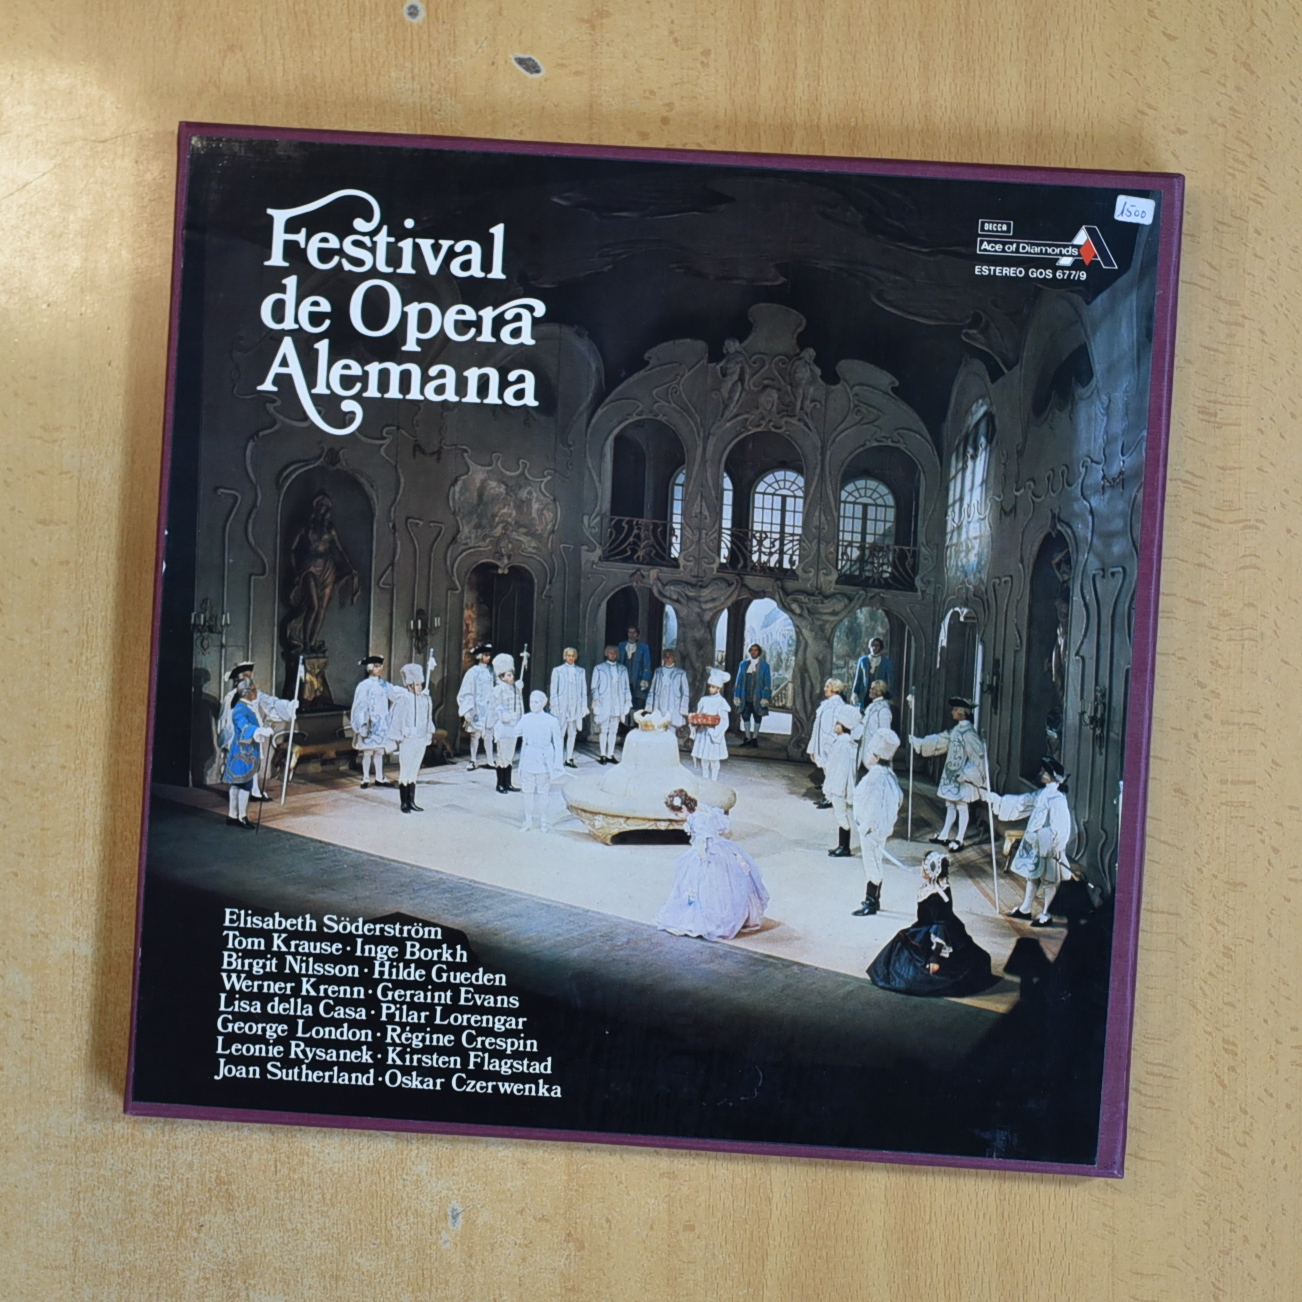 Festival
de Opera
Alemana
1500
DECCA
Ace of Diamonds
ESTEREO GOS 677/9
Elisabeth Söderström
Tom Krause · Inge Borkh
Birgit Nilsson · Hilde Gueden
Werner Krenn · Geraint Evans
Lisa della Casa · Pilar Lorengar
George London · Régine Crespin
Leonie Rysanek · Kirsten Flagstad
Joan Sutherland · Oskar Czerwenka